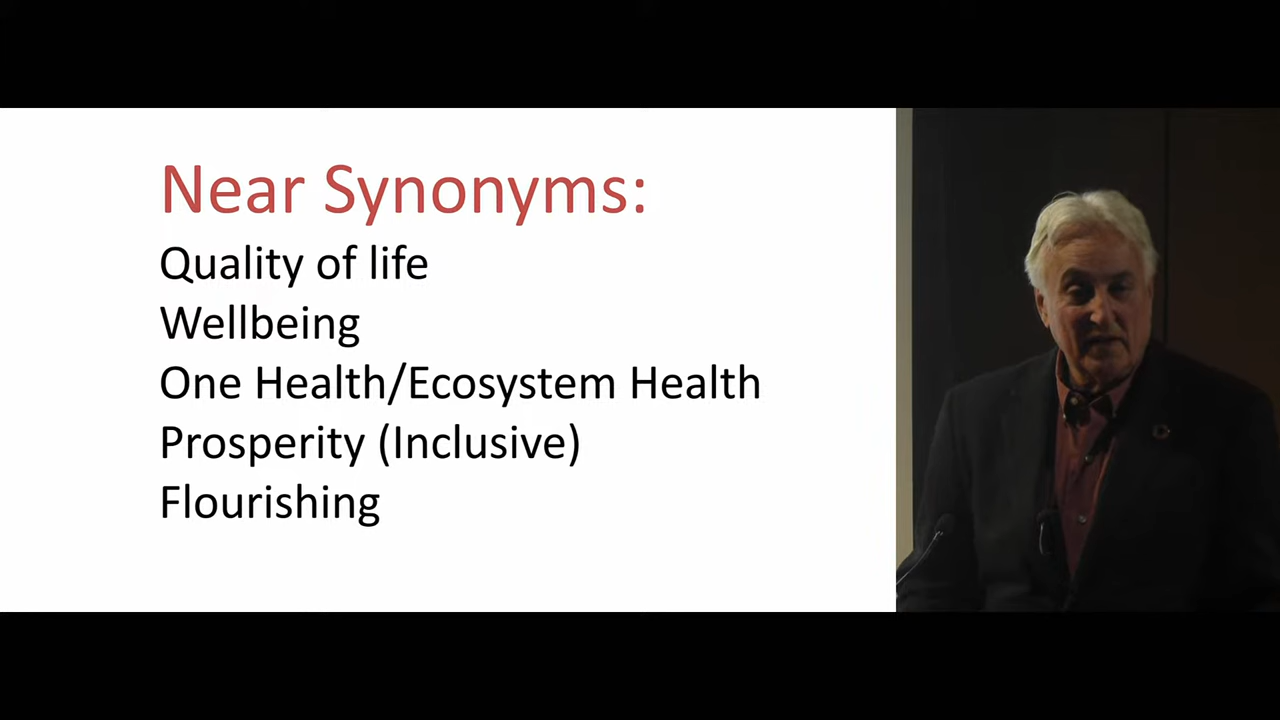 Near Synonyms:
Quality of life
Wellbeing
One Health/Ecosystem Health
Prosperity (Inclusive)
Flourishing